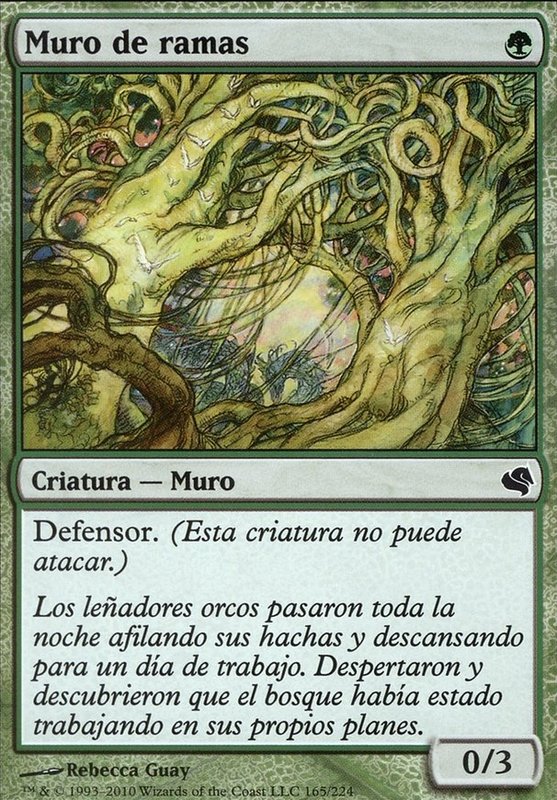 Muro de ramas
Criatura — Muro
Defensor. (Esta criatura no puede
atacar.)
Los leñadores orcos pasaron toda la
noche afilando sus hachas y descansando
para un día de trabajo. Despertaron y
descubrieron que el bosque había estado
trabajando en sus propios planes.
0/3
Rebecca Guay
™ & © 1993–2010 Wizards of the Coast LLC 165/224